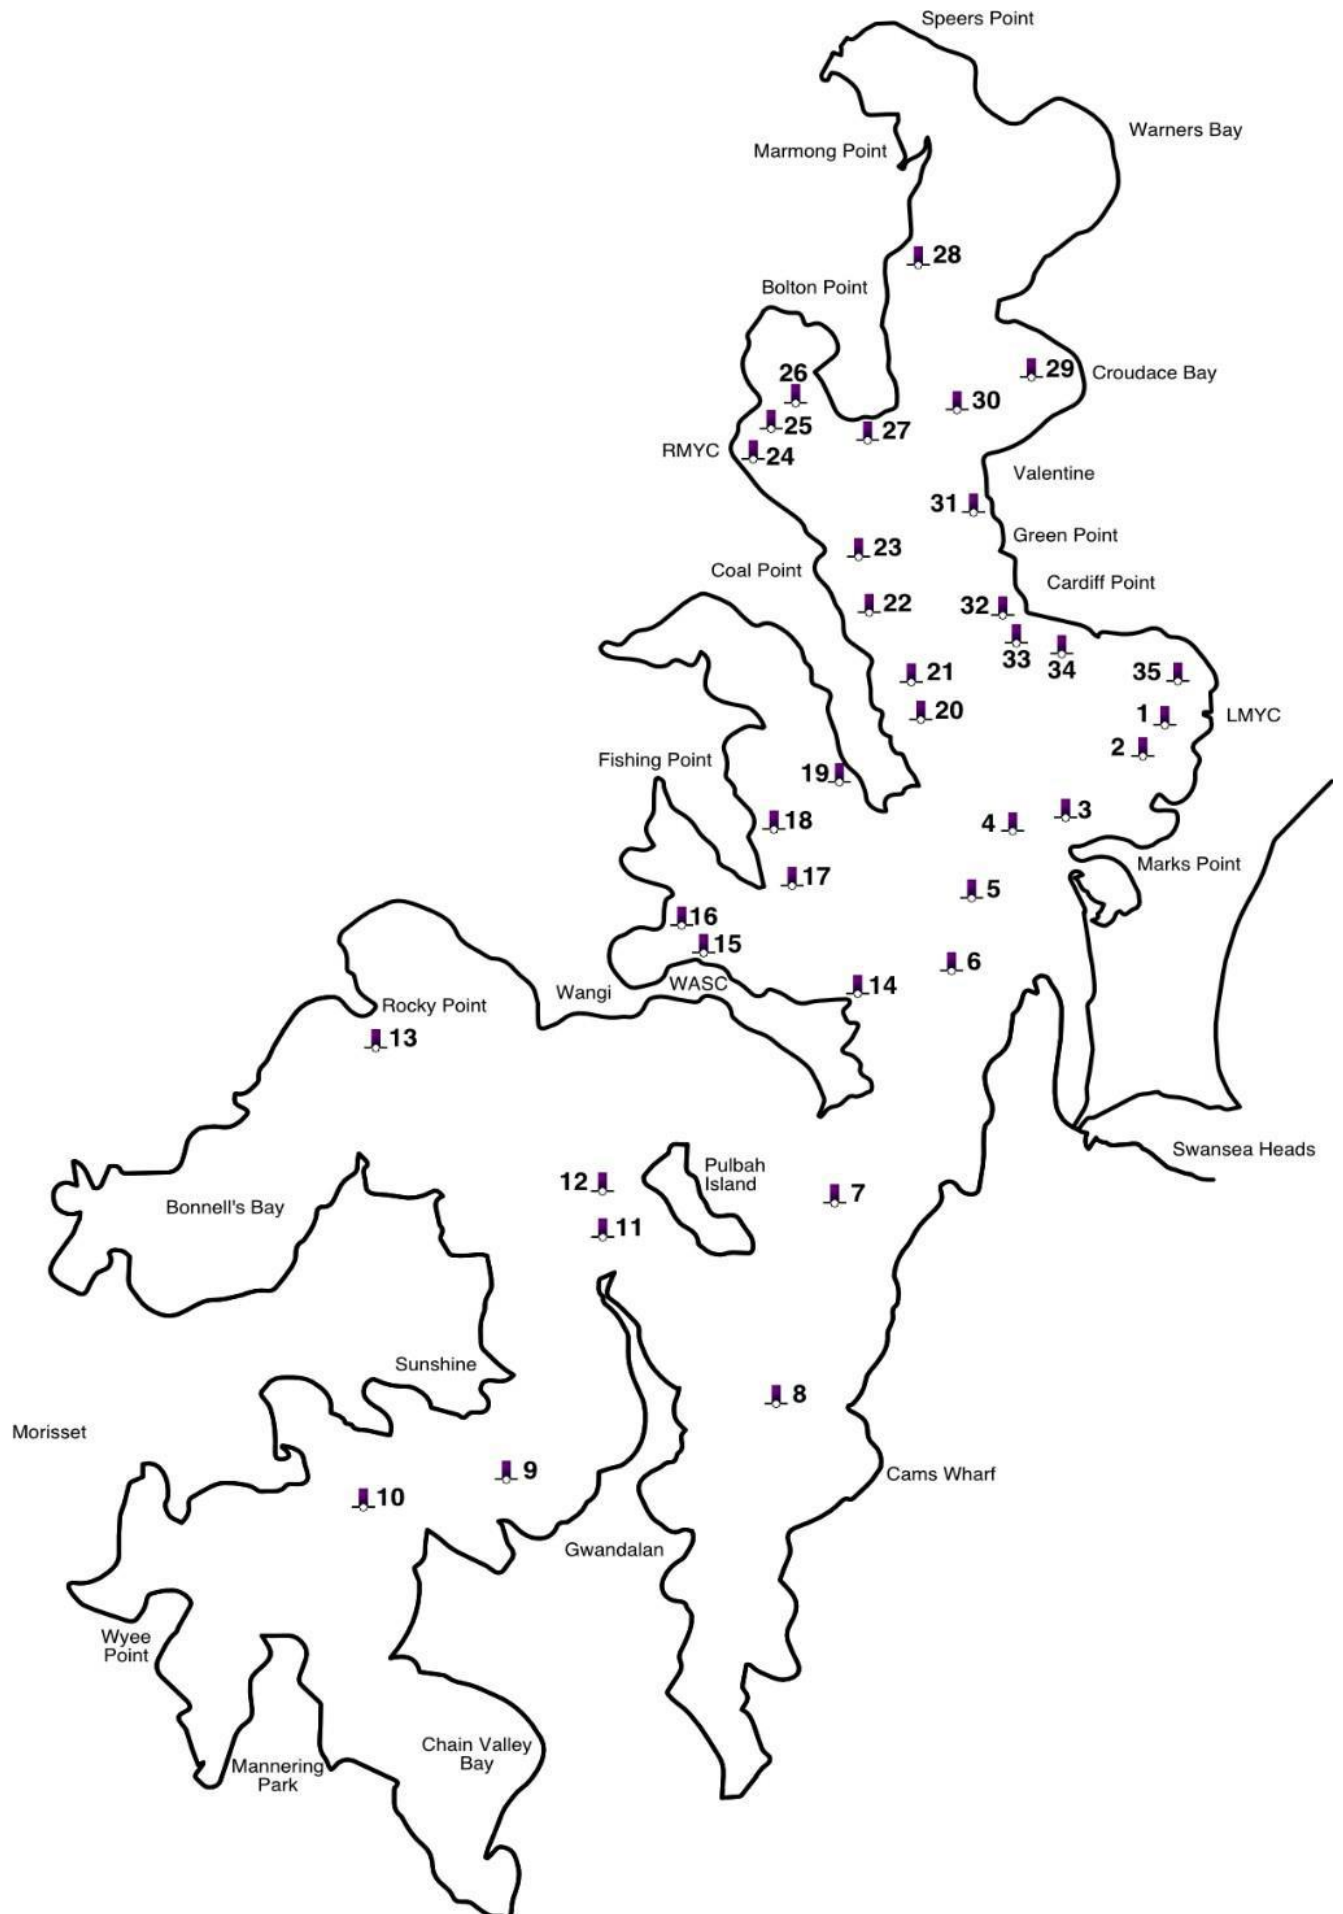 Speers Point
Warners Bay
Marmong Point
28
Bolton Point
29
Croudace Bay
26
30
25
27
RMYC
24
Valentine
31
Green Point
23
Coal Point
Cardiff Point
22
32
33
34
21
35
20
1
LMYC
2
Fishing Point
19
3
18
4
Marks Point
17
5
16
15
6
WASC
14
Wangi
Rocky Point
13
Swansea Heads
Pulbah
Island
12
7
Bonnell's Bay
11
Sunshine
8
Morisset
9
Cams Wharf
10
Gwandalan
Wyee
Point
Chain Valley
Bay
Mannering
Park